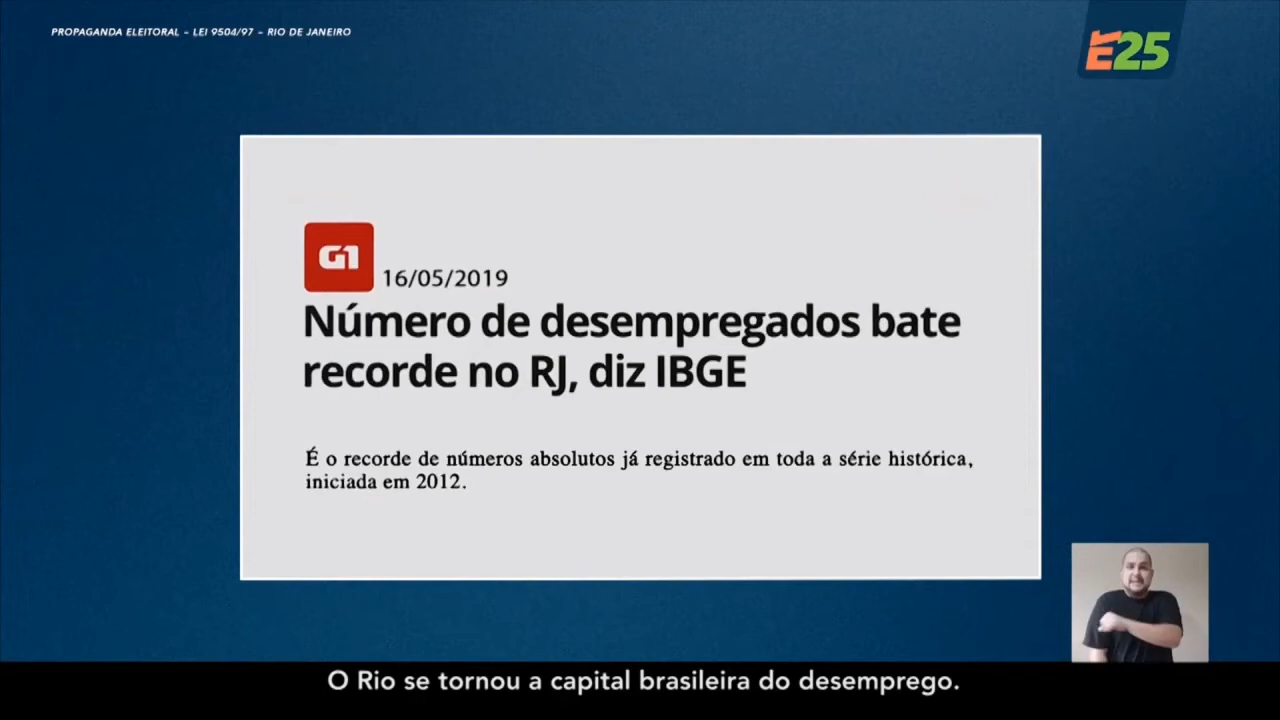 PROPAGANDA ELEITORAL – LEI 9504/97 – RIO DE JANEIRO
E25
G1
16/05/2019
Número de desempregados bate
recorde no RJ, diz IBGE
É o recorde de números absolutos já registrado em toda a série histórica,
iniciada em 2012.
O Rio se tornou a capital brasileira do desemprego.